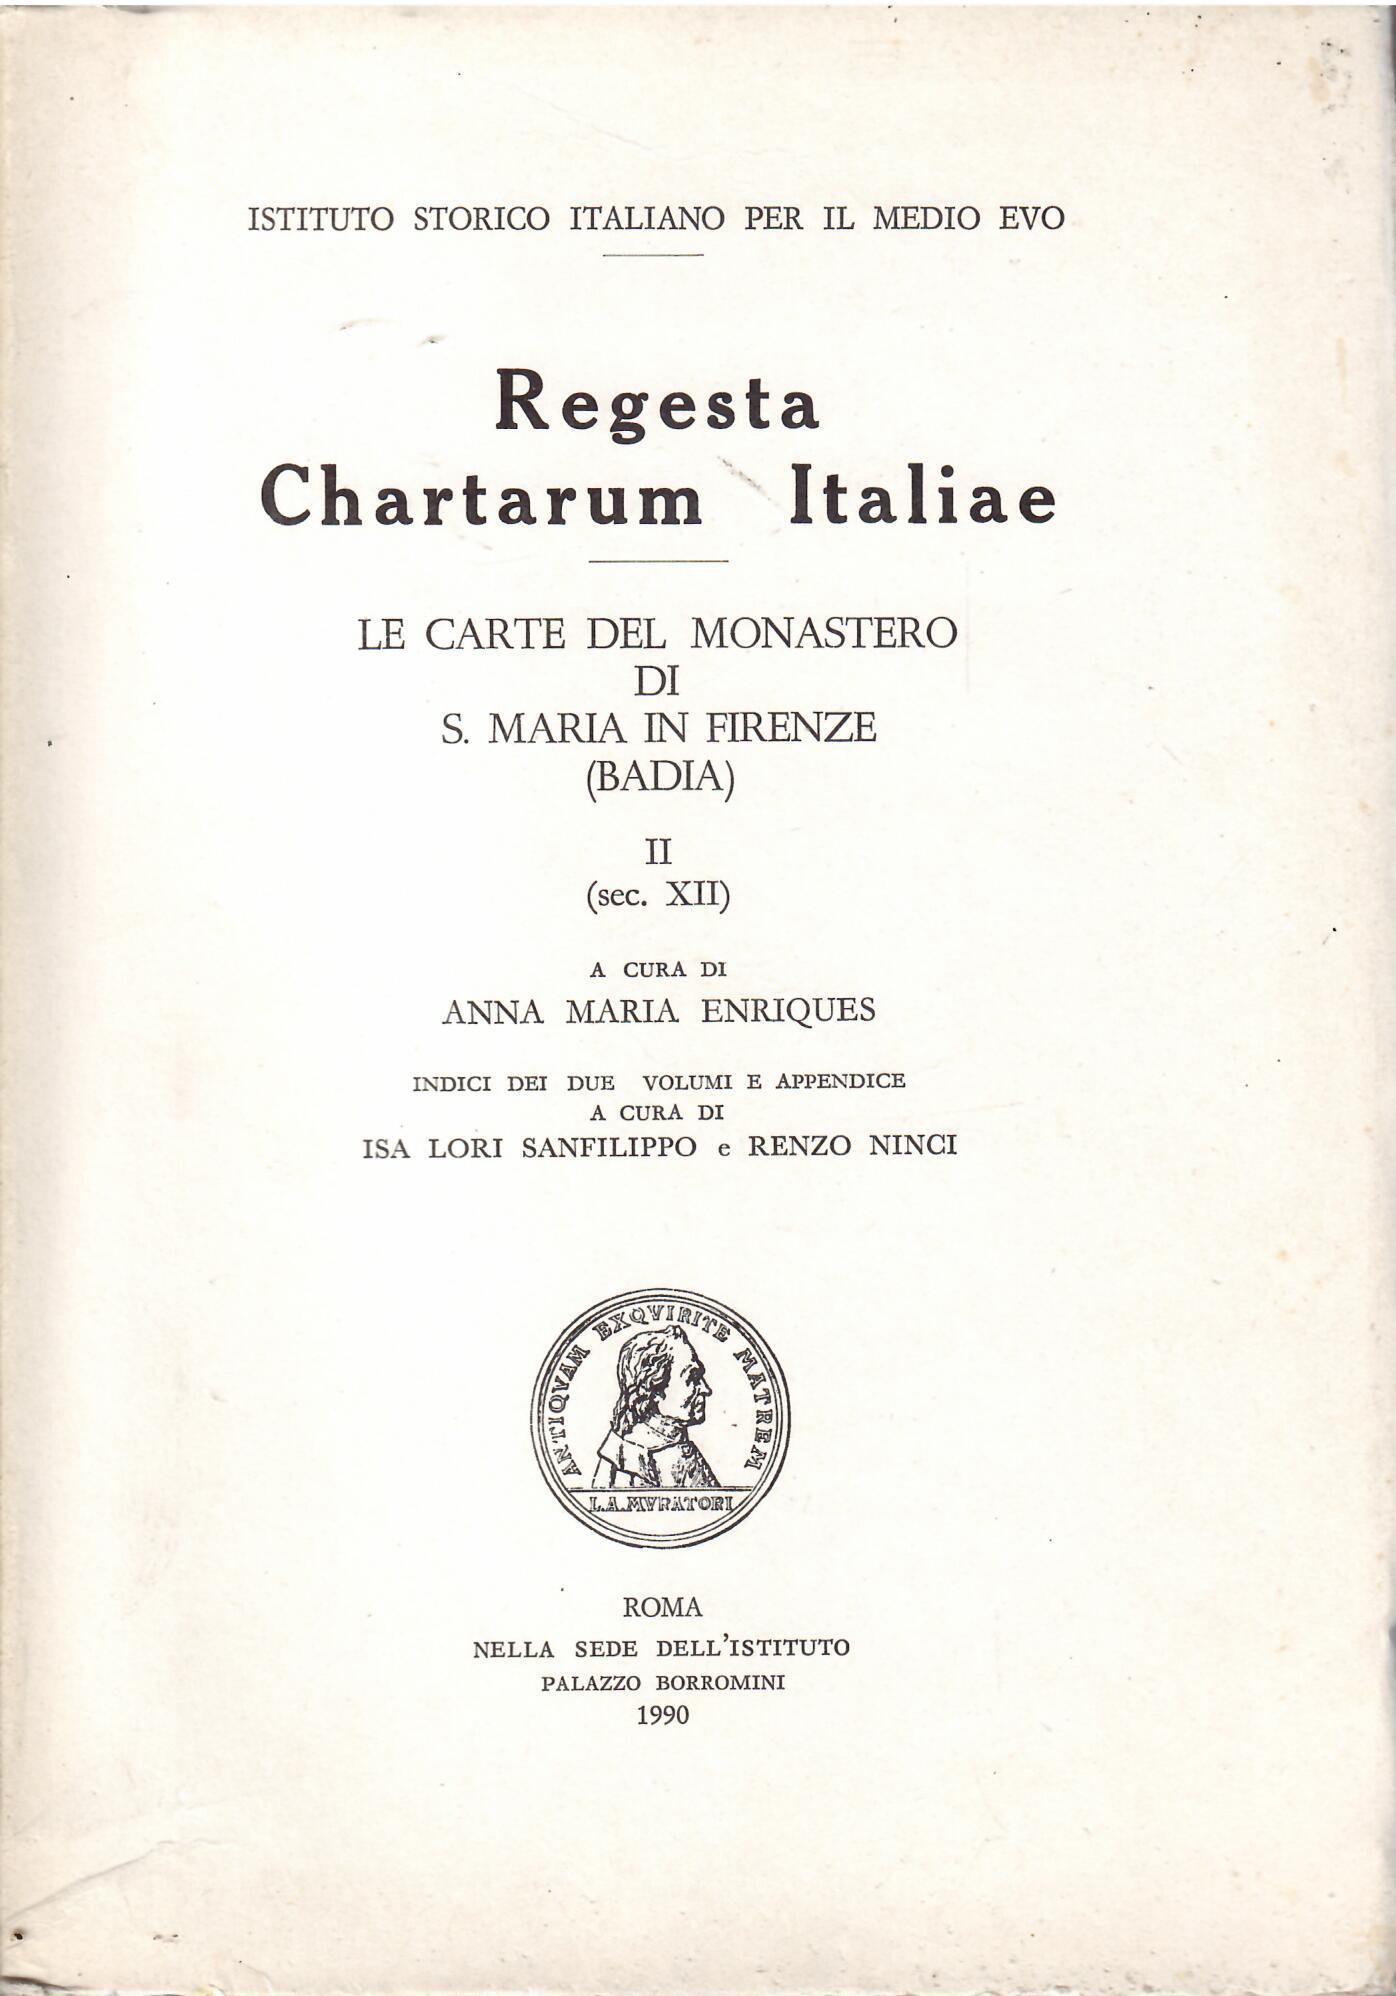 ISTITUTO STORICO ITALIANO PER IL MEDIO EVO
Regesta
Chartarum Italiae
LE CARTE DEL MONASTERO
DI
S. MARIA IN FIRENZE
(BADIA)
II
(sec. XII)
A CURA DI
ANNA MARIA ENRIQUES
INDICI DEI DUE VOLUMI E APPENDICE
A CURA DI
ISA LORI SANFILIPPO e RENZO NINCI
ANTIQVAM EXQVIRITE MATREM
L.A.MVRATORI
ROMA
NELLA SEDE DELL'ISTITUTO
PALAZZO BORROMINI
1990